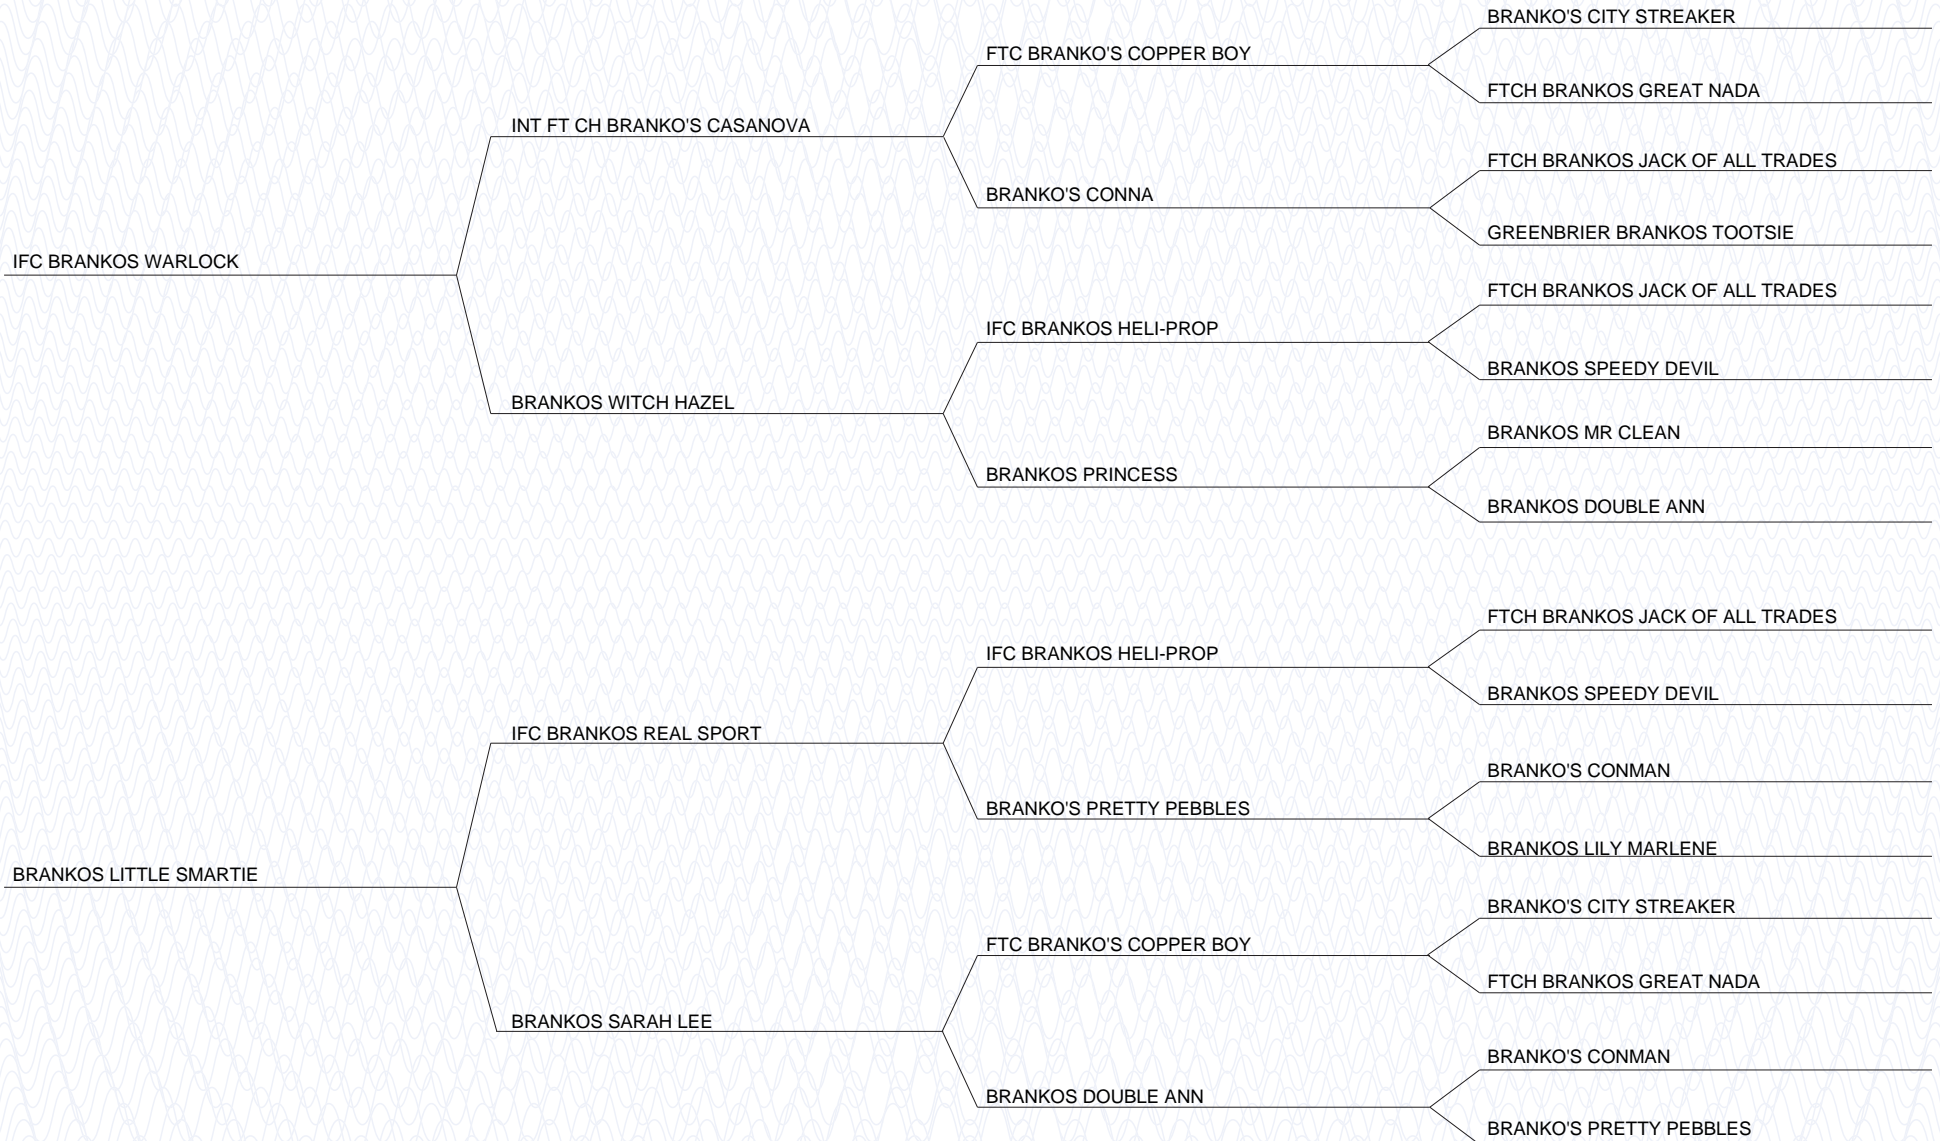 BRANKO'S CITY STREAKER
FTC BRANKO'S COPPER BOY
FTCH BRANKOS GREAT NADA
INT FT CH BRANKO'S CASANOVA
FTCH BRANKOS JACK OF ALL TRADES
BRANKO'S CONNA
GREENBRIER BRANKOS TOOTSIE
IFC BRANKOS WARLOCK
FTCH BRANKOS JACK OF ALL TRADES
IFC BRANKOS HELI-PROP
BRANKOS SPEEDY DEVIL
BRANKOS WITCH HAZEL
BRANKOS MR CLEAN
BRANKOS PRINCESS
BRANKOS DOUBLE ANN
FTCH BRANKOS JACK OF ALL TRADES
IFC BRANKOS HELI-PROP
BRANKOS SPEEDY DEVIL
IFC BRANKOS REAL SPORT
BRANKO'S CONMAN
BRANKO'S PRETTY PEBBLES
BRANKOS LILY MARLENE
BRANKOS LITTLE SMARTIE
BRANKO'S CITY STREAKER
FTC BRANKO'S COPPER BOY
FTCH BRANKOS GREAT NADA
BRANKOS SARAH LEE
BRANKO'S CONMAN
BRANKOS DOUBLE ANN
BRANKO'S PRETTY PEBBLES